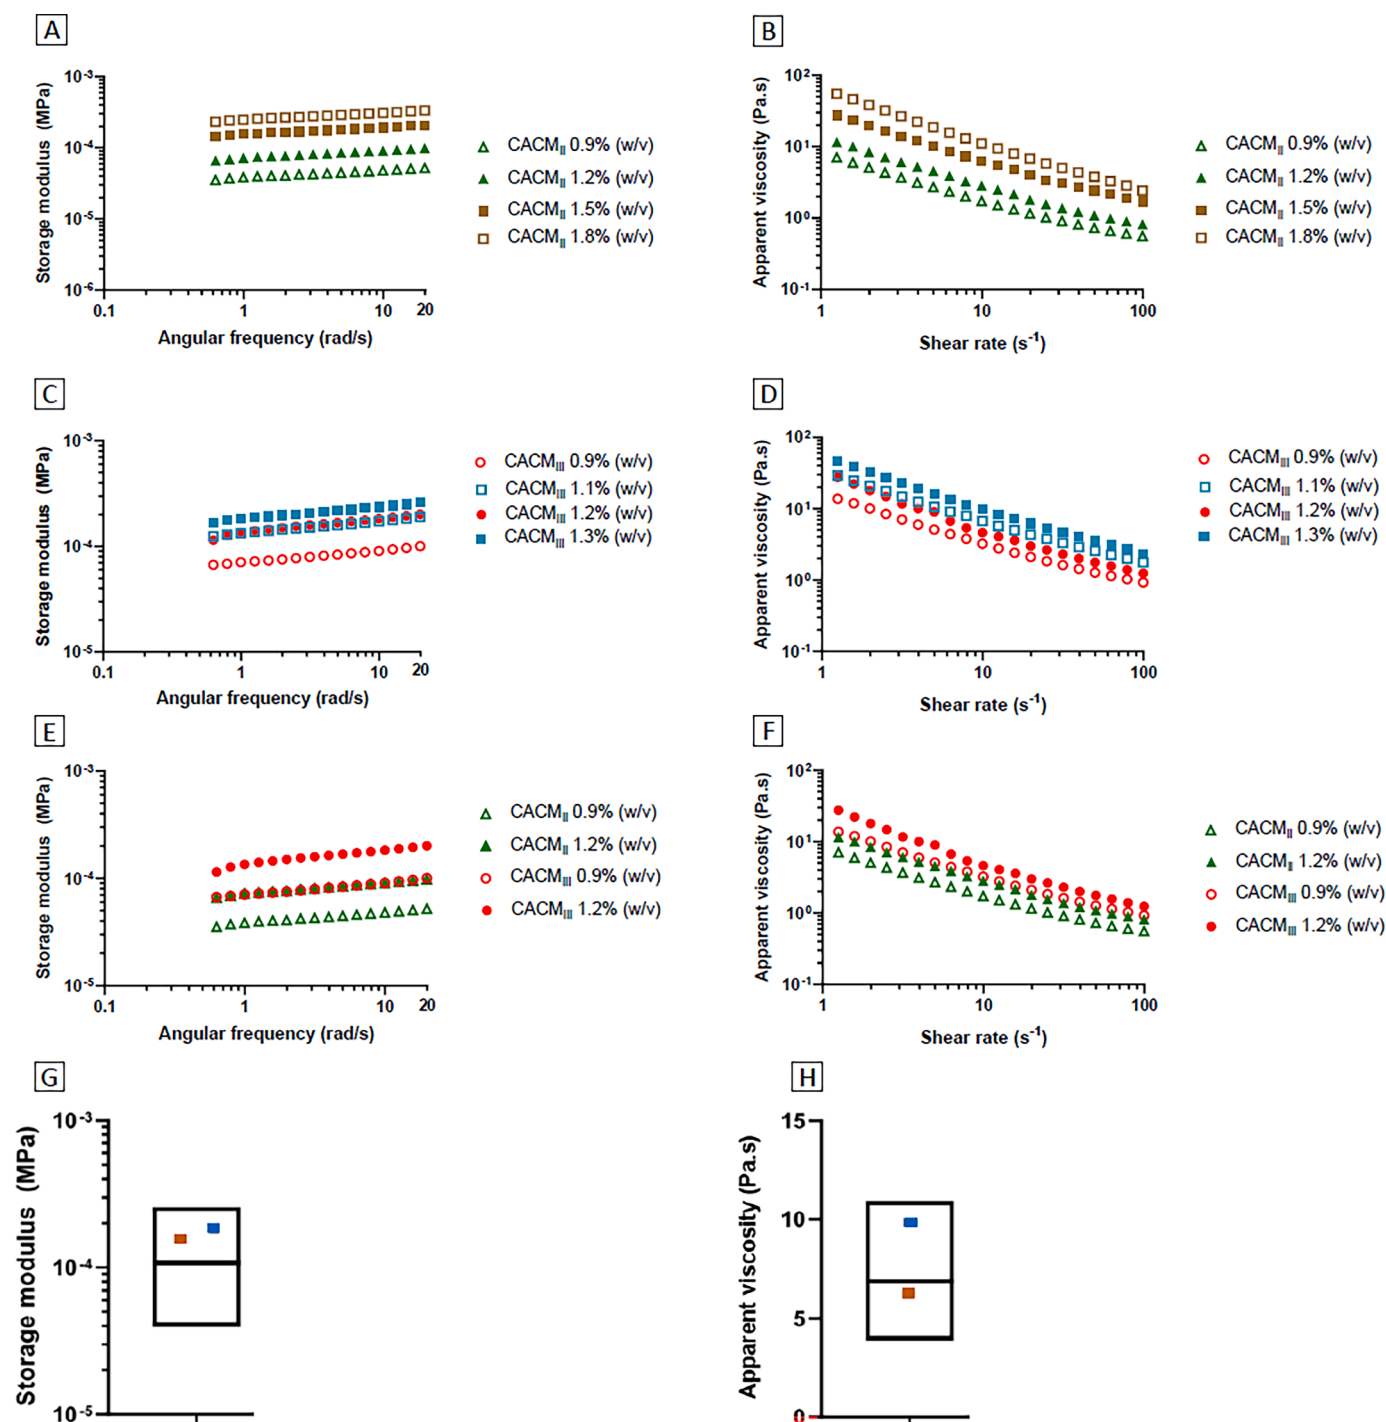 A
Storage modulus (MPa)
10-3
10-4
10-5
10-6
0.1
1
10
20
Angular frequency (rad/s)
CACMII 0.9% (w/v)
CACMII 1.2% (w/v)
CACMII 1.5% (w/v)
CACMII 1.8% (w/v)
B
Apparent viscosity (Pa.s)
102
101
100
10-1
1
10
100
Shear rate (s-1)
CACMII 0.9% (w/v)
CACMII 1.2% (w/v)
CACMII 1.5% (w/v)
CACMII 1.8% (w/v)
C
Storage modulus (MPa)
10-3
10-4
10-5
0.1
1
10
20
Angular frequency (rad/s)
CACMIII 0.9% (w/v)
CACMIII 1.1% (w/v)
CACMIII 1.2% (w/v)
CACMIII 1.3% (w/v)
D
Apparent viscosity (Pa.s)
102
101
100
10-1
1
10
100
Shear rate (s-1)
CACMIII 0.9% (w/v)
CACMIII 1.1% (w/v)
CACMIII 1.2% (w/v)
CACMIII 1.3% (w/v)
E
Storage modulus (MPa)
10-3
10-4
10-5
0.1
1
10
20
Angular frequency (rad/s)
CACMII 0.9% (w/v)
CACMII 1.2% (w/v)
CACMIII 0.9% (w/v)
CACMIII 1.2% (w/v)
F
Apparent viscosity (Pa.s)
102
101
100
10-1
1
10
100
Shear rate (s-1)
CACMII 0.9% (w/v)
CACMII 1.2% (w/v)
CACMIII 0.9% (w/v)
CACMIII 1.2% (w/v)
G
Storage modulus (MPa)
10-3
10-4
10-5
H
Apparent viscosity (Pa.s)
15
10
5
0